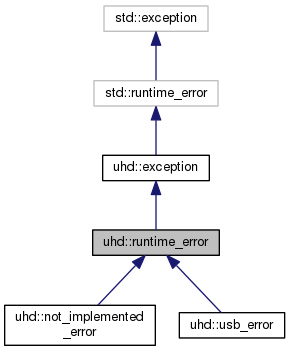 std::exception
std::runtime_error
uhd::exception
uhd::runtime_error
uhd::not_implemented
_error
uhd::usb_error